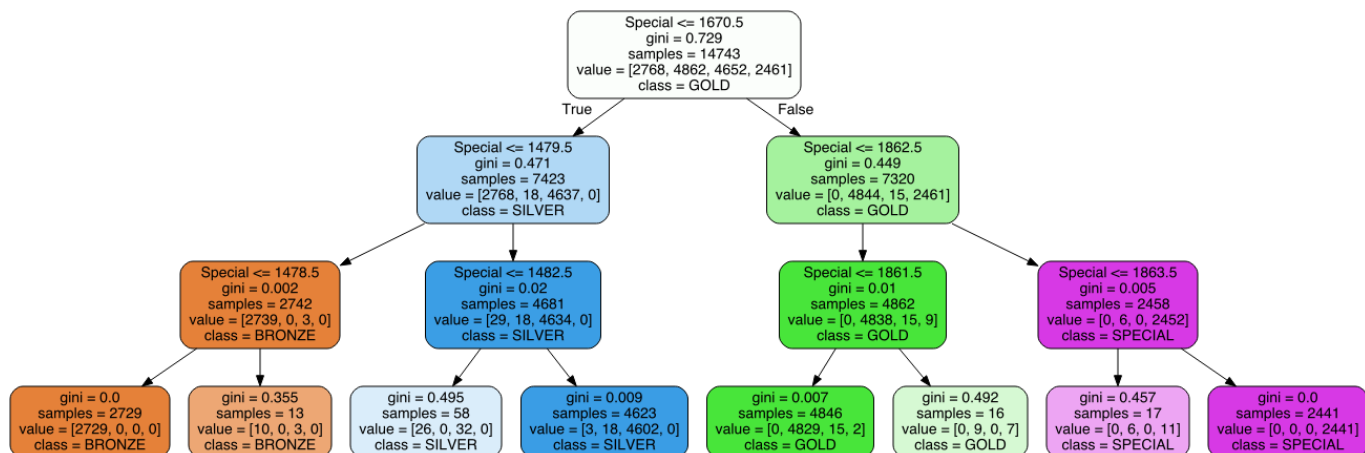 Special <= 1670.5
gini = 0.729
samples = 14743
value = [2768, 4862, 4652, 2461]
class = GOLD
True
False
Special <= 1479.5
gini = 0.471
samples = 7423
value = [2768, 18, 4637, 0]
class = SILVER
Special <= 1862.5
gini = 0.449
samples = 7320
value = [0, 4844, 15, 2461]
class = GOLD
Special <= 1478.5
gini = 0.002
samples = 2742
value = [2739, 0, 3, 0]
class = BRONZE
Special <= 1482.5
gini = 0.02
samples = 4681
value = [29, 18, 4634, 0]
class = SILVER
Special <= 1861.5
gini = 0.01
samples = 4862
value = [0, 4838, 15, 9]
class = GOLD
Special <= 1863.5
gini = 0.005
samples = 2458
value = [0, 6, 0, 2452]
class = SPECIAL
gini = 0.0
samples = 2729
value = [2729, 0, 0, 0]
class = BRONZE
gini = 0.355
samples = 13
value = [10, 0, 3, 0]
class = BRONZE
gini = 0.495
samples = 58
value = [26, 0, 32, 0]
class = SILVER
gini = 0.009
samples = 4623
value = [3, 18, 4602, 0]
class = SILVER
gini = 0.007
samples = 4846
value = [0, 4829, 15, 2]
class = GOLD
gini = 0.492
samples = 16
value = [0, 9, 0, 7]
class = GOLD
gini = 0.457
samples = 17
value = [0, 6, 0, 11]
class = SPECIAL
gini = 0.0
samples = 2441
value = [0, 0, 0, 2441]
class = SPECIAL